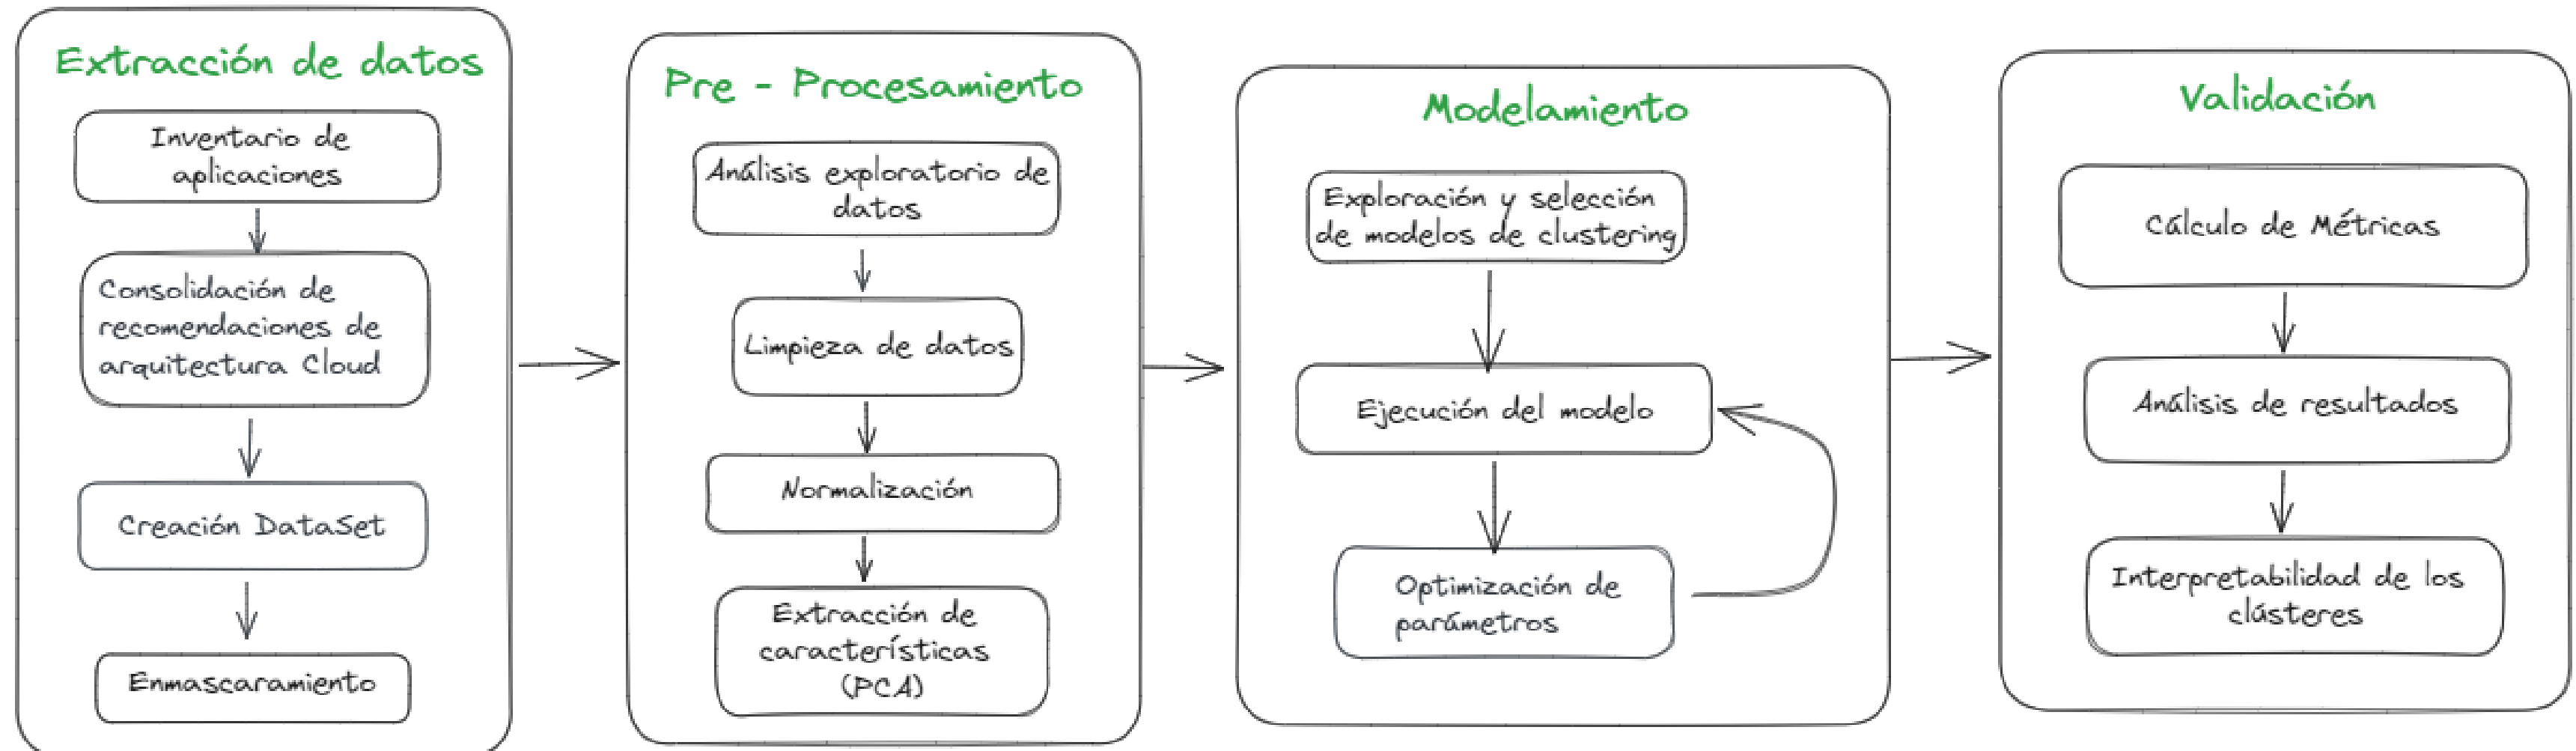 Extracción de datos
Inventario de
aplicaciones
Consolidación de
recomendaciones de
arquitectura Cloud
Creación DataSet
Enmascaramiento
Pre - Procesamiento
Análisis exploratorio de
datos
Limpieza de datos
Normalización
Extracción de
características
(PCA)
Modelamiento
Exploración y selección
de modelos de clustering
Ejecución del modelo
Optimización de
parámetros
Validación
Cálculo de Métricas
Análisis de resultados
Interpretabilidad de los
clústeres